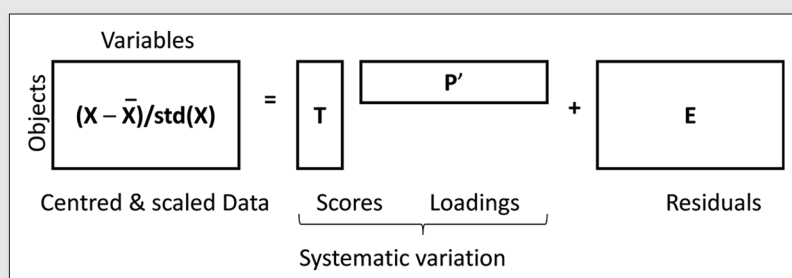 Variables
Objects
(X – X̄)/std(X)
=
T
P′
+
E
Centred & scaled Data
Scores
Loadings
Residuals
Systematic variation